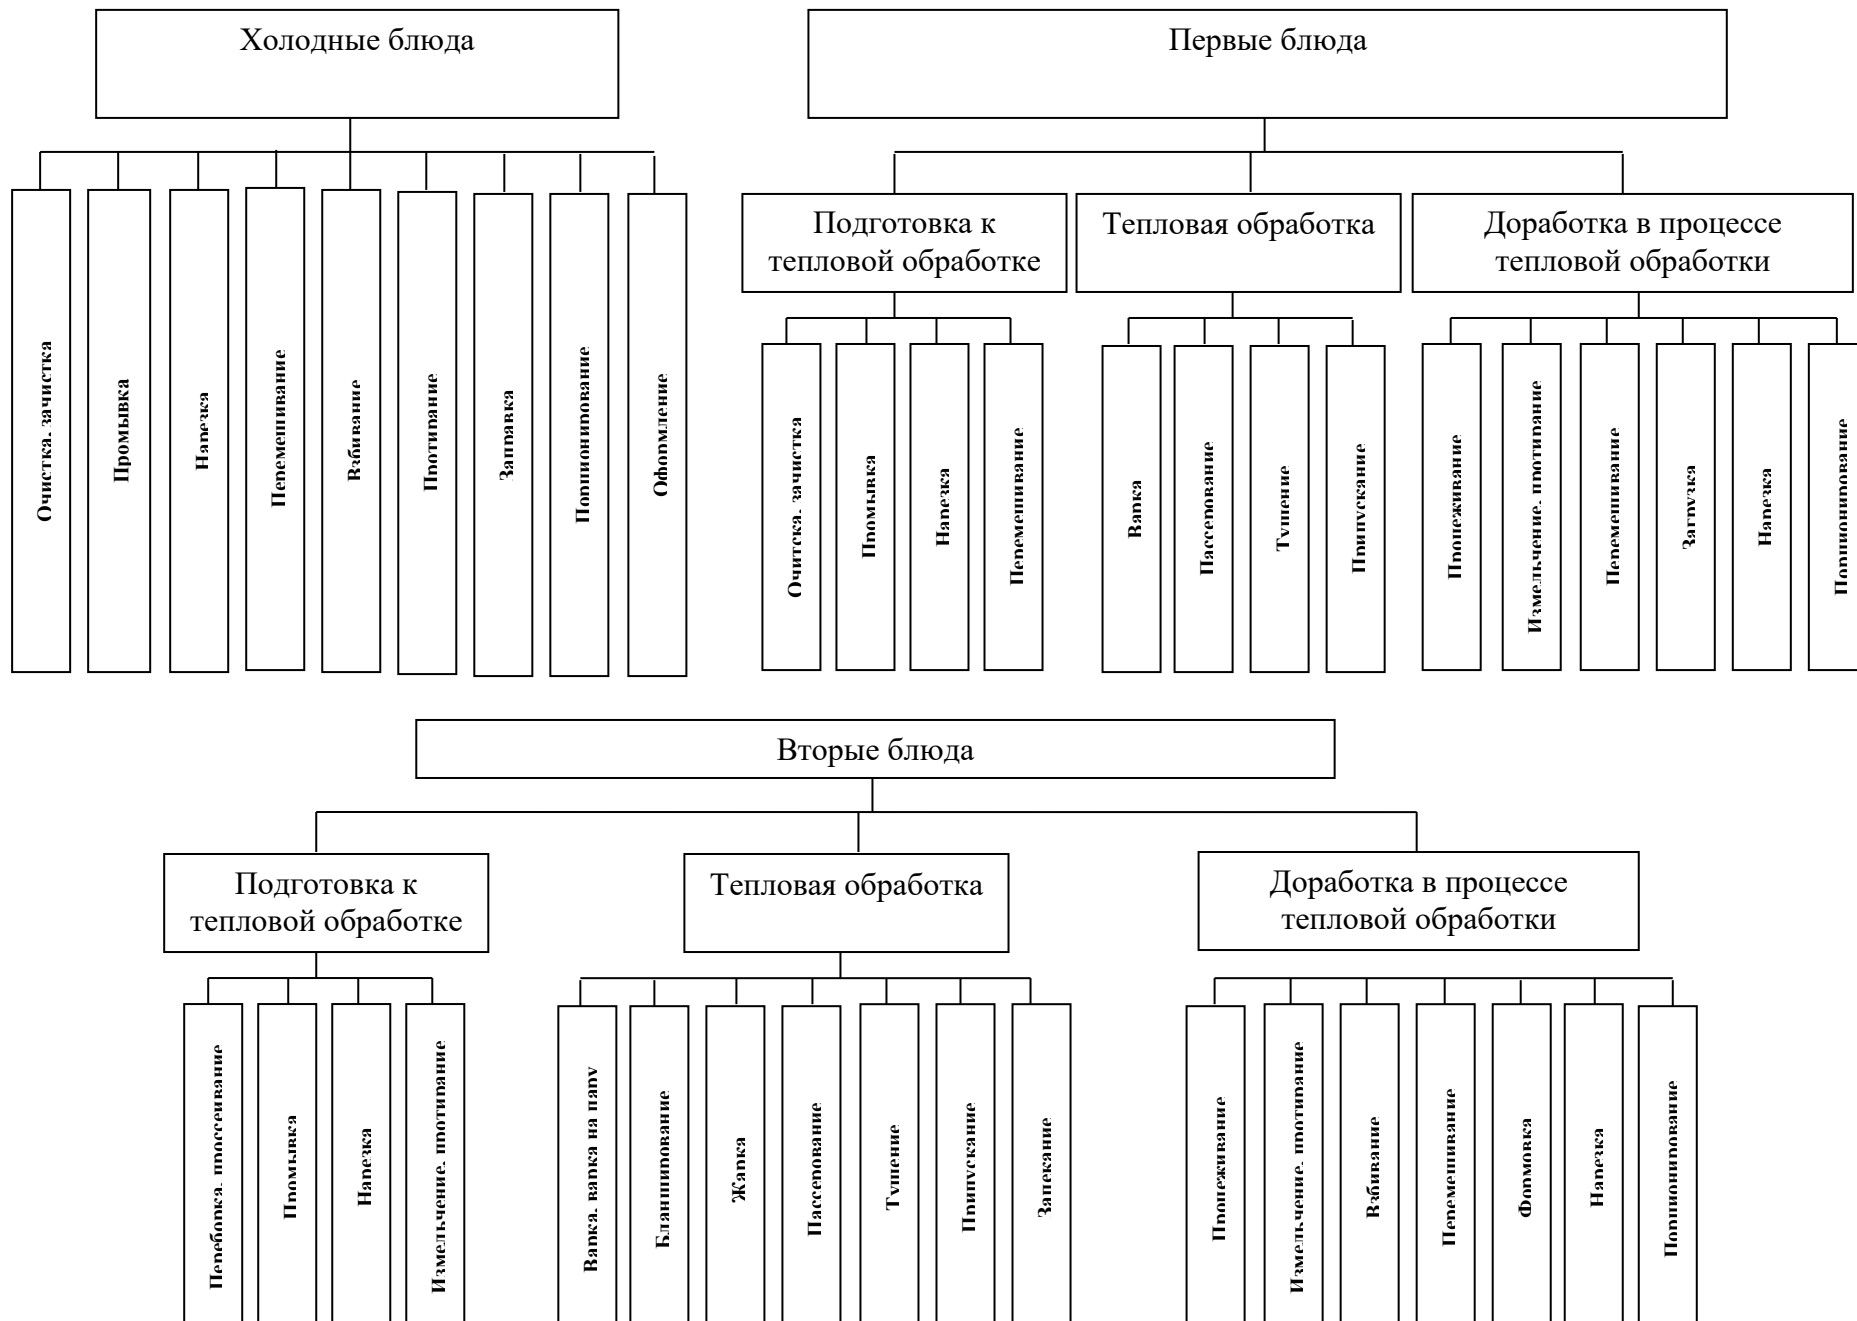 Холодные блюда
Первые блюда
Подготовка к
тепловой обработке
Тепловая обработка
Доработка в процессе
тепловой обработки
Очистка, зачистка
Промывка
Нарезка
Перемешивание
Взбивание
Протирание
Заправка
Порционирование
Оформление
Очитска, зачистка
Промывка
Нарезка
Перемешивание
Варка
Пассерование
Тушение
Припускание
Процеживание
Измельчение, протирание
Перемешивание
Загрузка
Нарезка
Порционирование
Вторые блюда
Подготовка к
тепловой обработке
Тепловая обработка
Доработка в процессе
тепловой обработки
Переборка, просеивание
Промывка
Нарезка
Измельчение, протирание
Варка, варка на пару
Бланширование
Жарка
Пассерование
Тушение
Припускание
Запекание
Процеживание
Измельчение, протирание
Взбивание
Перемешивание
Формовка
Нарезка
Порционирование